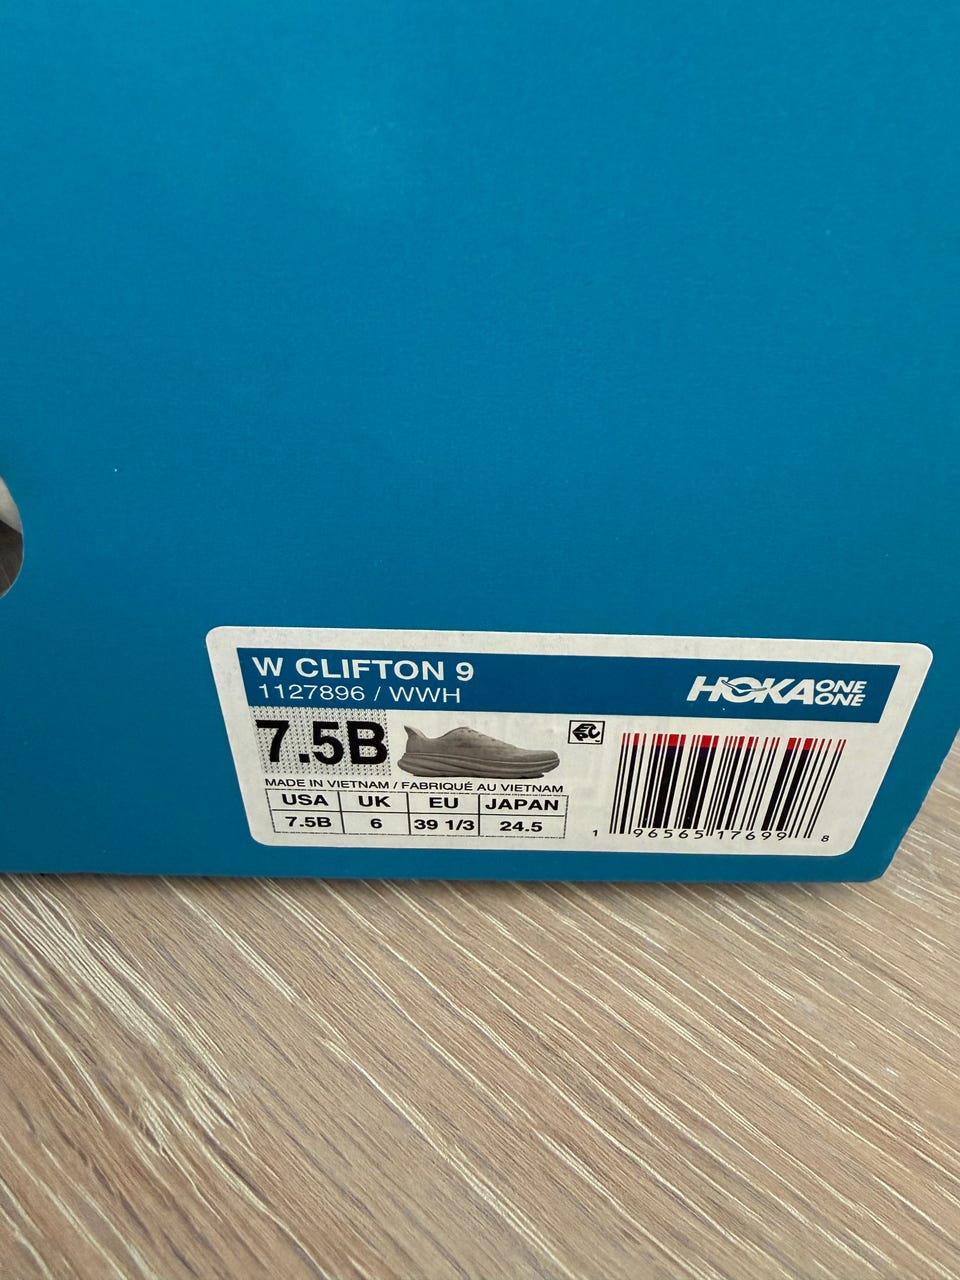 W CLIFTON 9
1127896 / WWH
HOKA ONE ONE
7.5B
MADE IN VIETNAM / FABRIQUÉ AU VIETNAM
USA UK EU JAPAN
7.5B 6 39 1/3 24.5
1 96565 17699 8